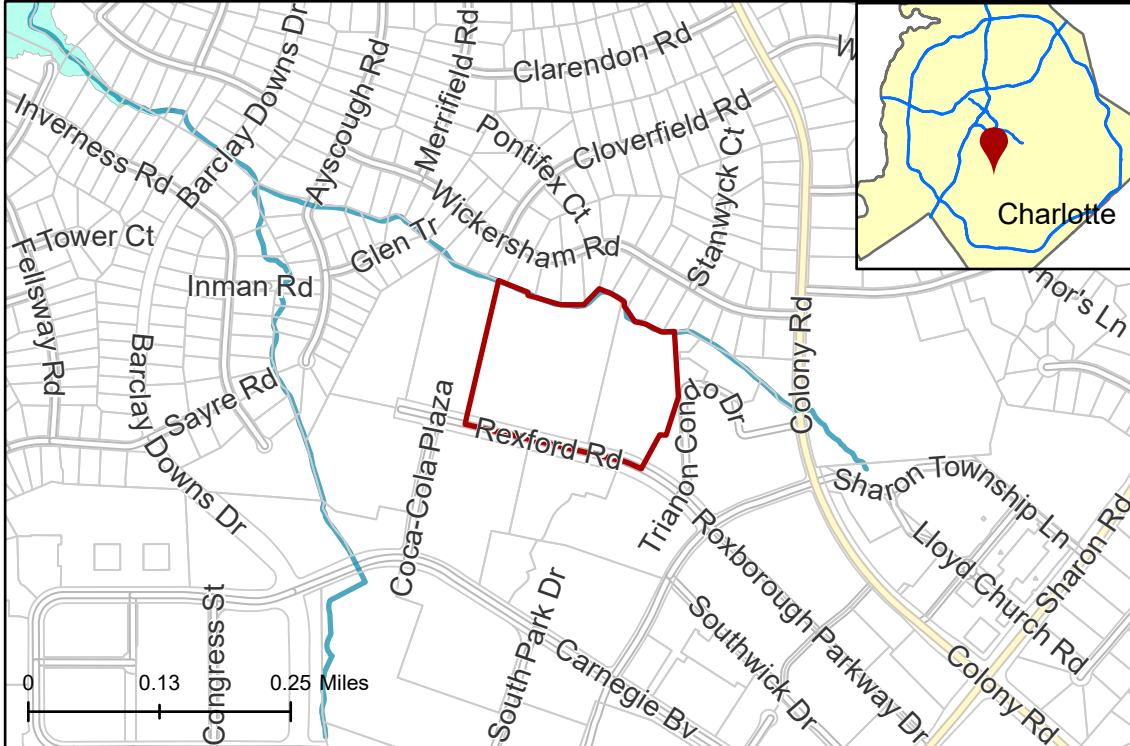 Clarendon Rd
Merrifield Rd
Barclay Downs Dr
Ayscough Rd
W
Cloverfield Rd
Pontifex Ct
Inverness Rd
Stanwyck Ct
Wickersham Rd
Charlotte
Tower Ct
Glen Tr
Fellsway Rd
Inman Rd
rnor's Ln
Colony Rd
Barclay Downs Dr
Sayre Rd
Coca-Cola Plaza
Rexford Rd
Trianon Condo Dr
Sharon Township Ln
Roxborough Parkway Dr
Lloyd Church Rd
Sharon Rd
Congress St
South Park Dr
Southwick Dr
Carnegie Bv
Colony Rd
0 0.13 0.25 Miles